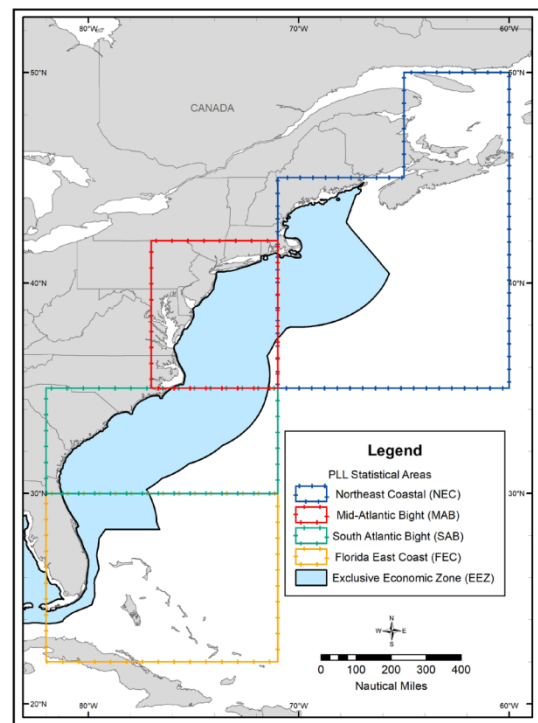 80°W 70°W 60°W
50°N 50°N
CANADA
40°N 40°N
30°N 30°N
Legend
PLL Statistical Areas
Northeast Coastal (NEC)
Mid-Atlantic Bight (MAB)
South Atlantic Bight (SAB)
Florida East Coast (FEC)
Exclusive Economic Zone (EEZ)
N
W E
S
0 100 200 300 400
Nautical Miles
20°N 20°N
80°W 70°W 60°W